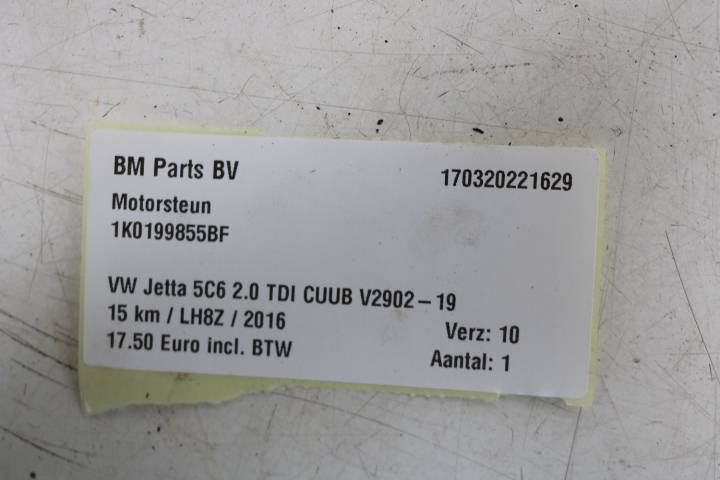 BM Parts BV 170320221629
Motorsteun
1K0199855BF
VW Jetta 5C6 2.0 TDI CUUB V2902-19
15 km / LH8Z / 2016 Verz: 10
17.50 Euro incl. BTW Aantal: 1